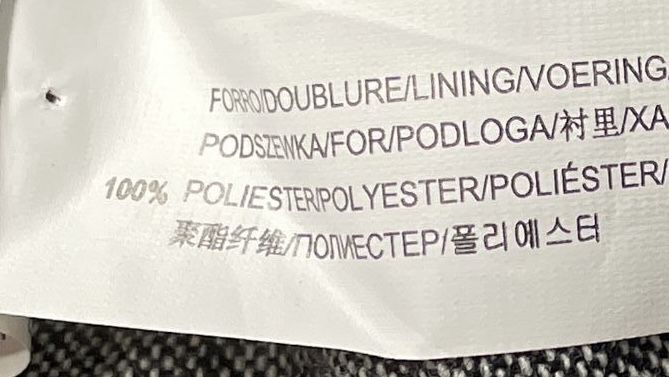 FORRO/DOUBLURE/LINING/VOERING
PODSZEWKA/FOR/PODLOGA/衬里/XA
100% POLIESTER/POLYESTER/POLIÉSTER/
聚酯纤维/ПОЛИЕСТЕР/폴리에스터